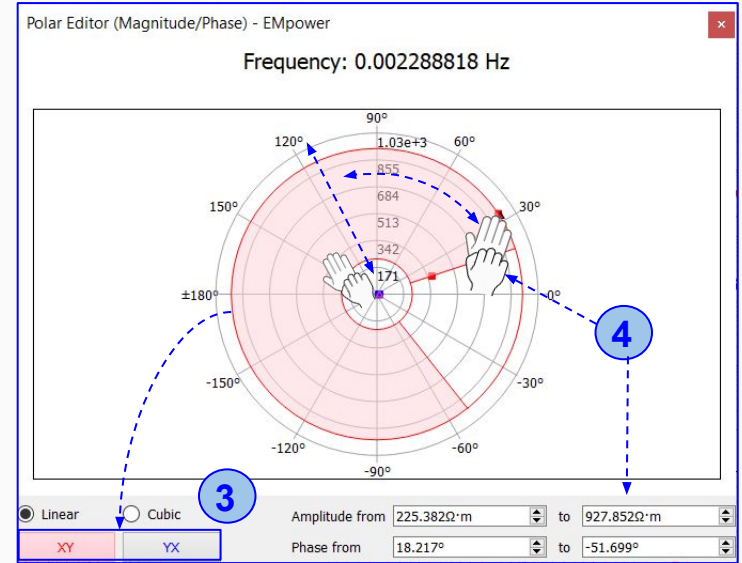 Polar Editor (Magnitude/Phase) - EMpower
×
Frequency: 0.002288818 Hz
90°
120°
1.03e+3
60°
855
684
150°
30°
513
342
171
±180°
0°
4
-150°
-30°
-120°
-60°
-90°
3
Linear
Cubic
Amplitude from 225.382Ω·m to 927.852Ω·m
XY
YX
Phase from 18.217° to -51.699°